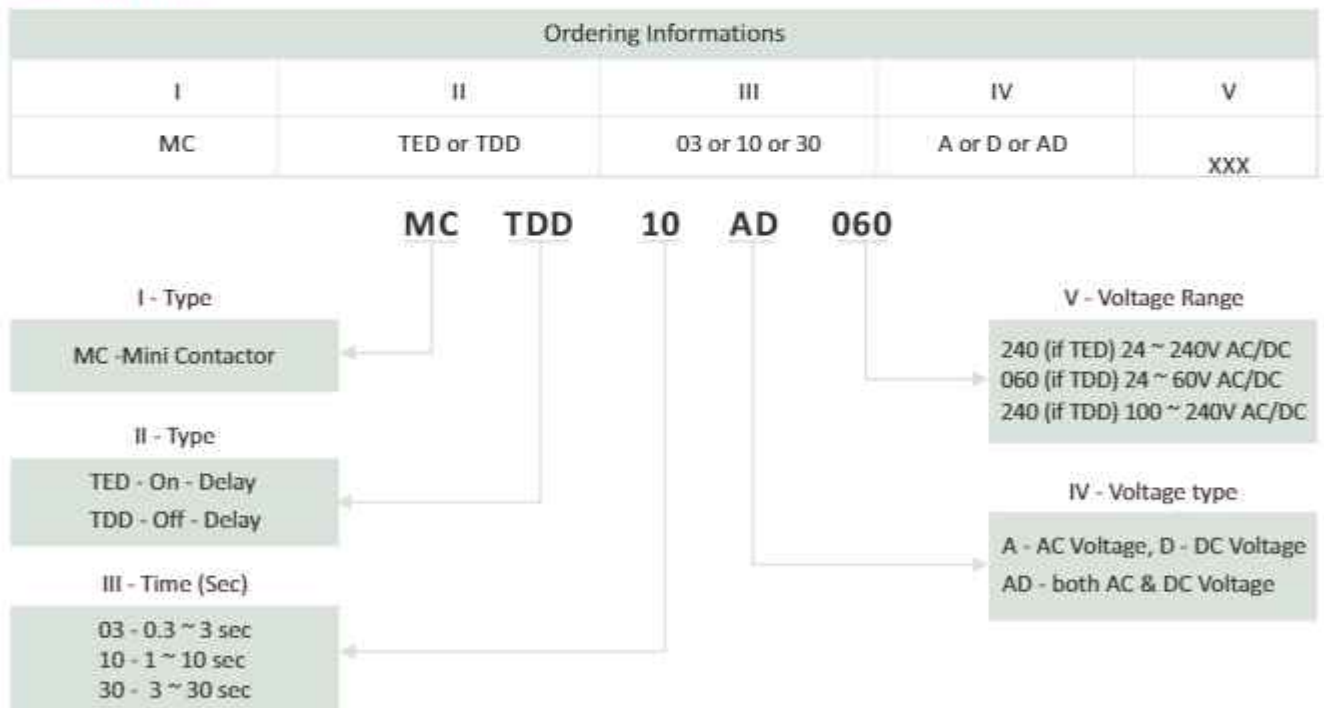 Ordering Informations
I II III IV V
MC TED or TDD 03 or 10 or 30 A or D or AD XXX
MC TDD 10 AD 060
I - Type
MC -Mini Contactor
II - Type
TED - On - Delay
TDD - Off - Delay
III - Time (Sec)
03 - 0.3 ~ 3 sec
10 - 1 ~ 10 sec
30 - 3 ~ 30 sec
V - Voltage Range
240 (if TED) 24 ~ 240V AC/DC
060 (if TDD) 24 ~ 60V AC/DC
240 (if TDD) 100 ~ 240V AC/DC
IV - Voltage type
A - AC Voltage, D - DC Voltage
AD - both AC & DC Voltage